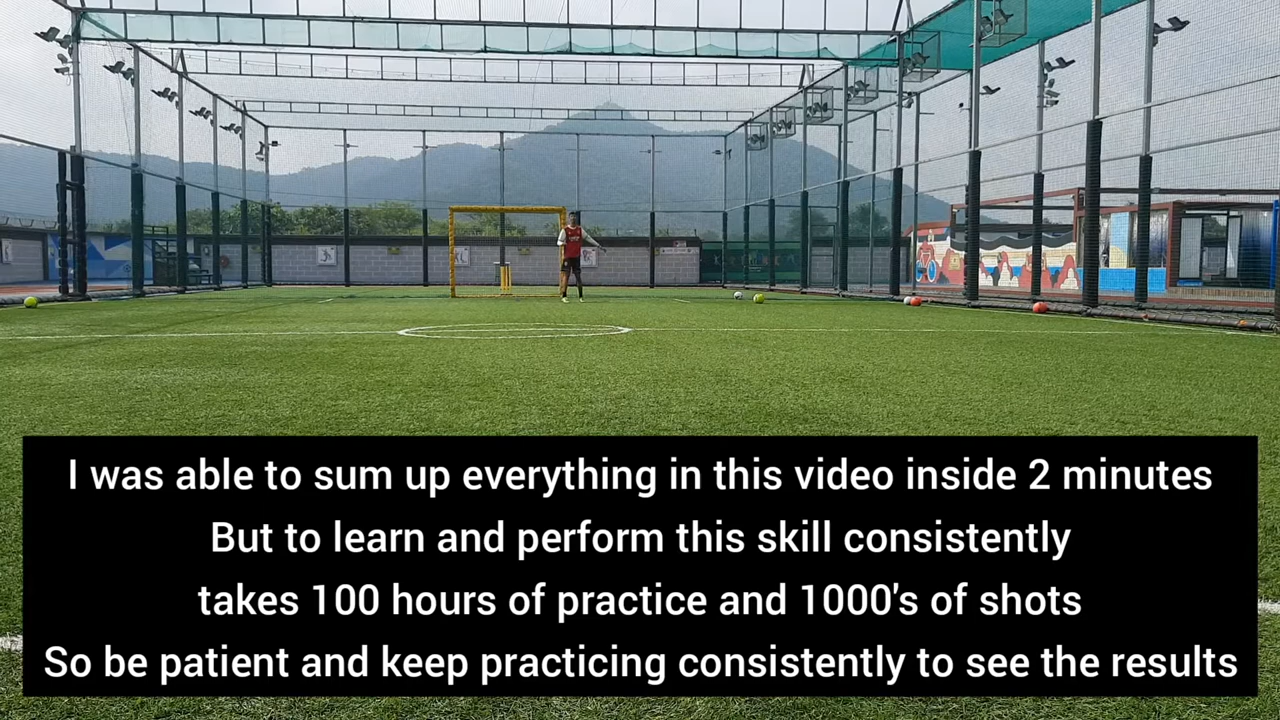 I was able to sum up everything in this video inside 2 minutes
But to learn and perform this skill consistently
takes 100 hours of practice and 1000's of shots
So be patient and keep practicing consistently to see the results